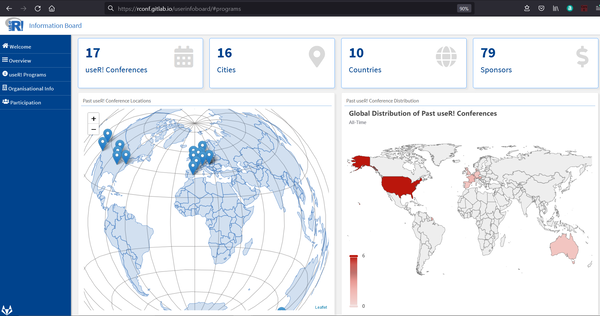 https://rconf.gitlab.io/userinfoboard/#programs
90%
R!
Information Board
Welcome
Overview
useR! Programs
Organisational Info
Participation
17
useR! Conferences
16
Cities
10
Countries
79
Sponsors
$
Past useR! Conference Locations
+
−
Leaflet
Past useR! Conference Distribution
Global Distribution of Past useR! Conferences
All-Time
6
0